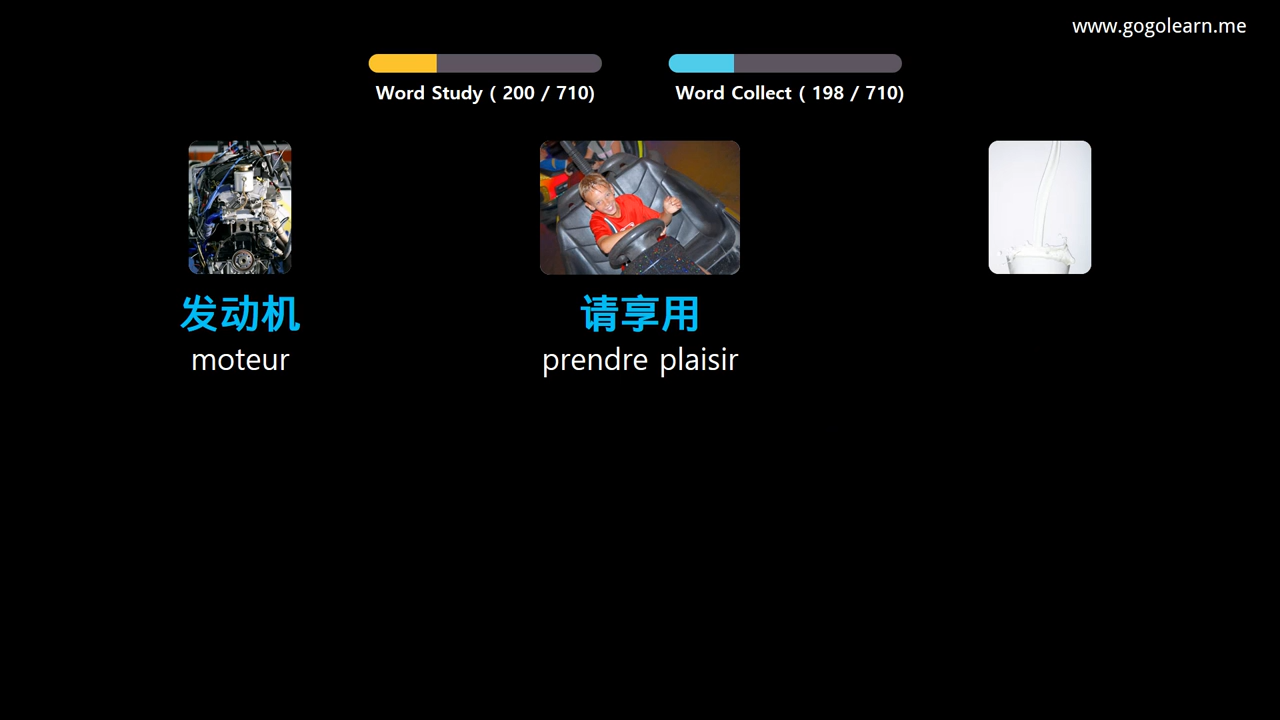 www.gogolearn.me
Word Study ( 200 / 710)
Word Collect ( 198 / 710)
发动机
moteur
请享用
prendre plaisir